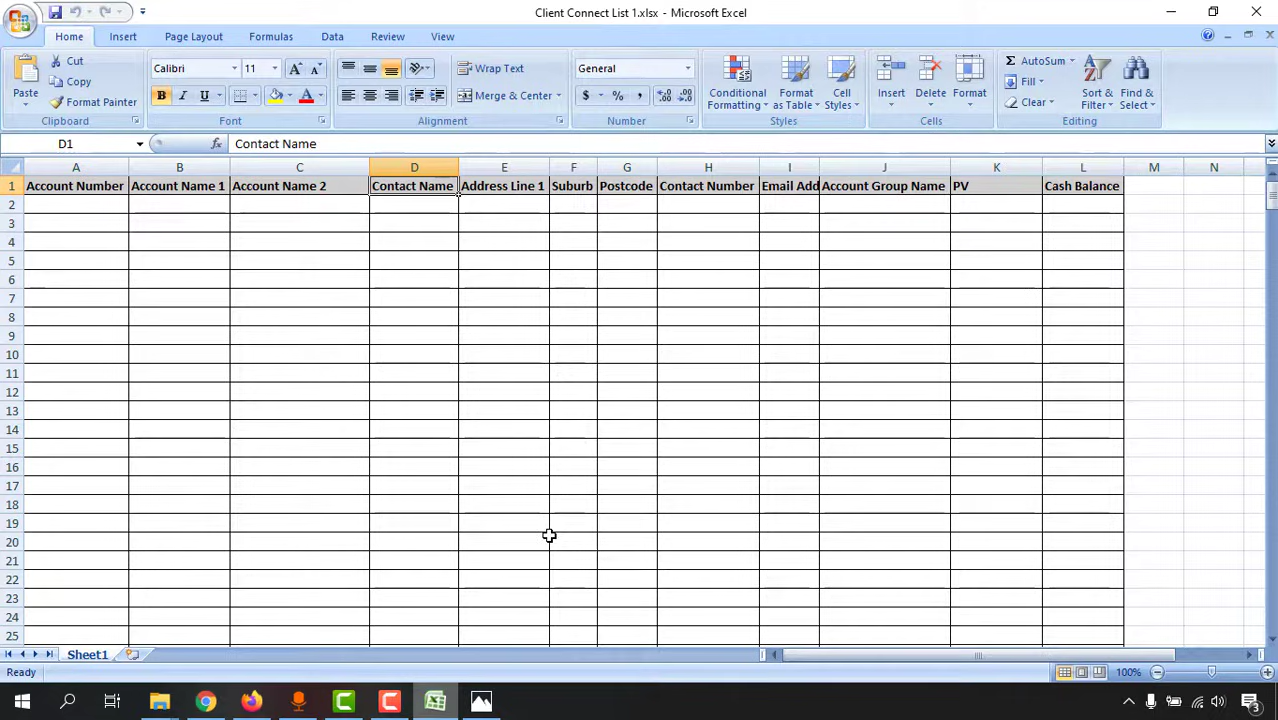 Client Connect List 1.xlsx - Microsoft Excel
Home Insert Page Layout Formulas Data Review View
Paste
Cut
Copy
Format Painter
Clipboard
Calibri 11
B I U
Font
Wrap Text
Merge & Center
Alignment
General
$ % ,
Number
Conditional Formatting
Format as Table
Cell Styles
Styles
Insert Delete Format
Cells
Σ AutoSum
Fill
Clear
Sort & Filter
Find & Select
Editing
D1 fx Contact Name
A B C D E F G H I J K L M N
1 Account Number Account Name 1 Account Name 2 Contact Name Address Line 1 Suburb Postcode Contact Number Email Add Account Group Name PV Cash Balance
2
3
4
5
6
7
8
9
10
11
12
13
14
15
16
17
18
19
20
21
22
23
24
25
Sheet1
Ready 100%
3